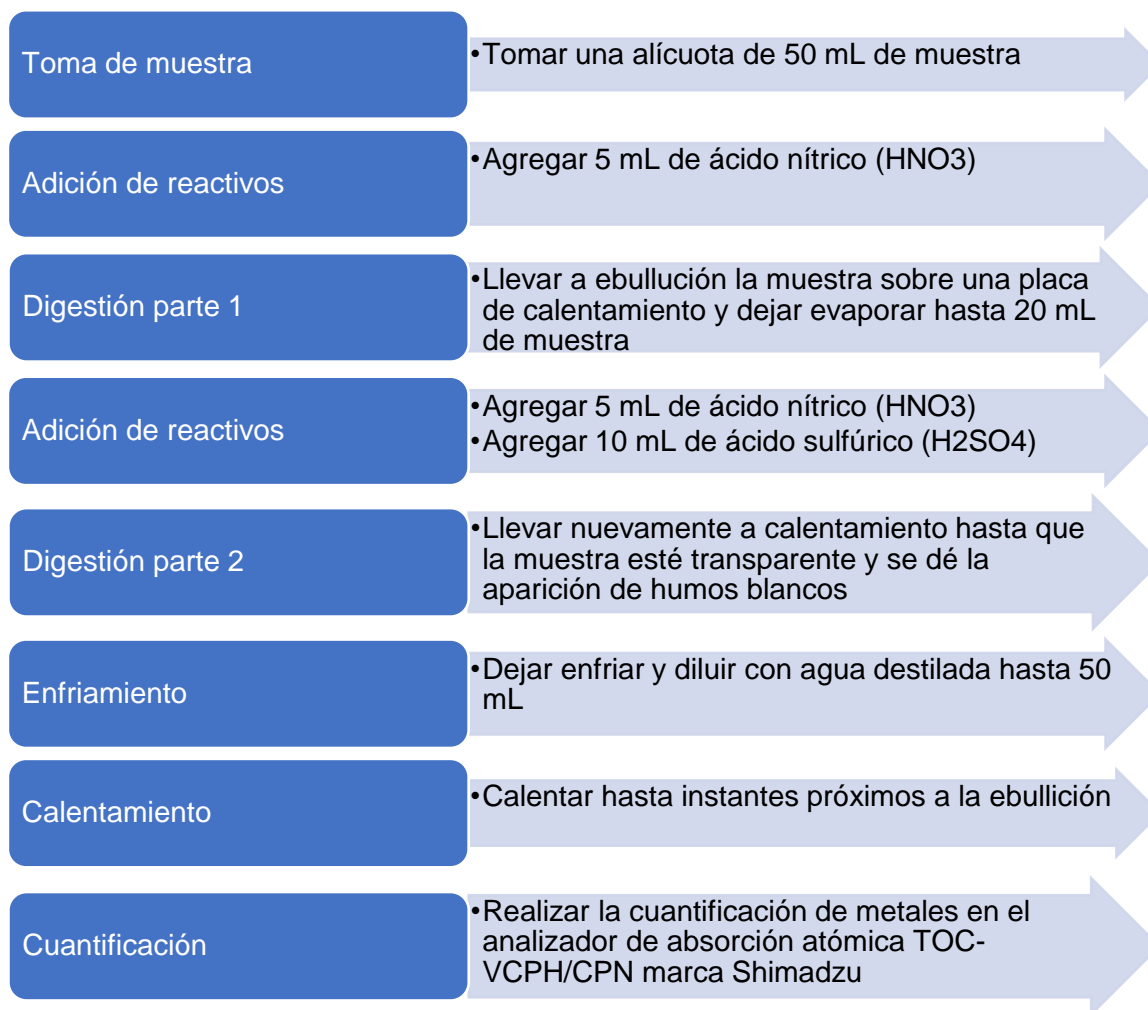 Toma de muestra
•Tomar una alícuota de 50 mL de muestra
Adición de reactivos
•Agregar 5 mL de ácido nítrico (HNO3)
Digestión parte 1
•Llevar a ebullución la muestra sobre una placa
de calentamiento y dejar evaporar hasta 20 mL
de muestra
Adición de reactivos
•Agregar 5 mL de ácido nítrico (HNO3)
•Agregar 10 mL de ácido sulfúrico (H2SO4)
Digestión parte 2
•Llevar nuevamente a calentamiento hasta que
la muestra esté transparente y se dé la
aparición de humos blancos
Enfriamiento
•Dejar enfriar y diluir con agua destilada hasta 50
mL
Calentamiento
•Calentar hasta instantes próximos a la ebullición
Cuantificación
•Realizar la cuantificación de metales en el
analizador de absorción atómica TOC-
VCPH/CPN marca Shimadzu